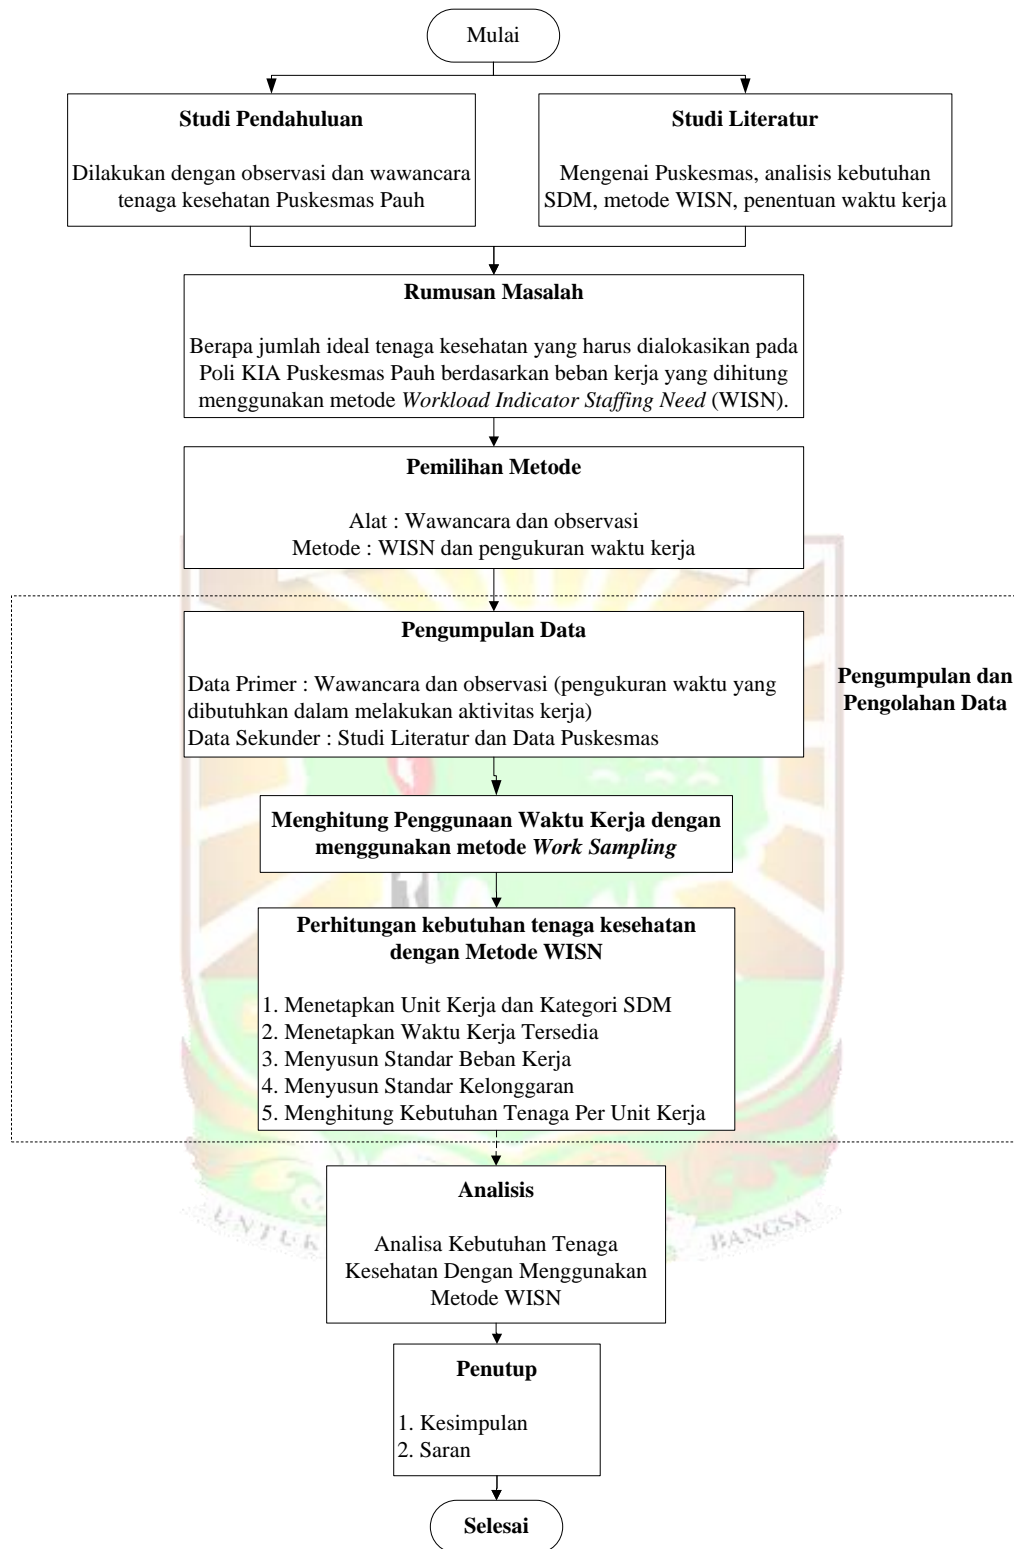 Mulai
Studi Pendahuluan
Dilakukan dengan observasi dan wawancara
tenaga kesehatan Puskesmas Pauh
Studi Literatur
Mengenai Puskesmas, analisis kebutuhan
SDM, metode WISN, penentuan waktu kerja
Rumusan Masalah
Berapa jumlah ideal tenaga kesehatan yang harus dialokasikan pada
Poli KIA Puskesmas Pauh berdasarkan beban kerja yang dihitung
menggunakan metode Workload Indicator Staffing Need (WISN).
Pemilihan Metode
Alat : Wawancara dan observasi
Metode : WISN dan pengukuran waktu kerja
Pengumpulan Data
Data Primer : Wawancara dan observasi (pengukuran waktu yang
dibutuhkan dalam melakukan aktivitas kerja)
Data Sekunder : Studi Literatur dan Data Puskesmas
Pengumpulan dan
Pengolahan Data
Menghitung Penggunaan Waktu Kerja dengan
menggunakan metode Work Sampling
Perhitungan kebutuhan tenaga kesehatan
dengan Metode WISN
1. Menetapkan Unit Kerja dan Kategori SDM
2. Menetapkan Waktu Kerja Tersedia
3. Menyusun Standar Beban Kerja
4. Menyusun Standar Kelonggaran
5. Menghitung Kebutuhan Tenaga Per Unit Kerja
Analisis
Analisa Kebutuhan Tenaga
Kesehatan Dengan Menggunakan
Metode WISN
UNTUK
BANGSA
Penutup
1. Kesimpulan
2. Saran
Selesai